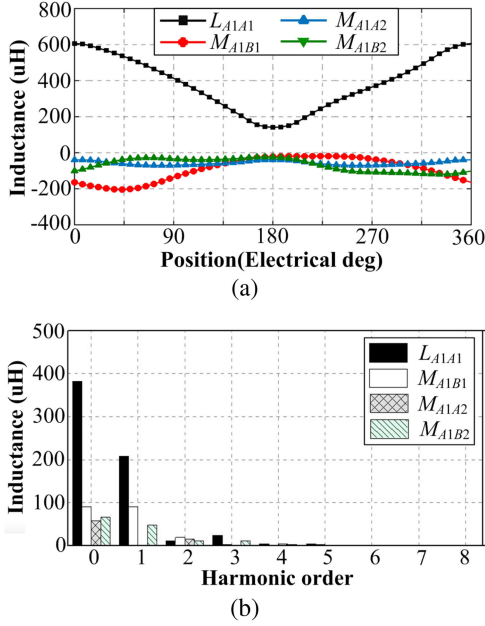 (a)
800
600
400
200
0
-200
-400
Inductance (uH)
L_A1A1 M_A1A2
M_A1B1 M_A1B2
0 90 180 270 360
Position(Electrical deg)
(a)
500
400
300
200
100
0
Inductance (uH)
L_A1A1
M_A1B1
M_A1A2
M_A1B2
0 1 2 3 4 5 6 7 8
Harmonic order
(b)